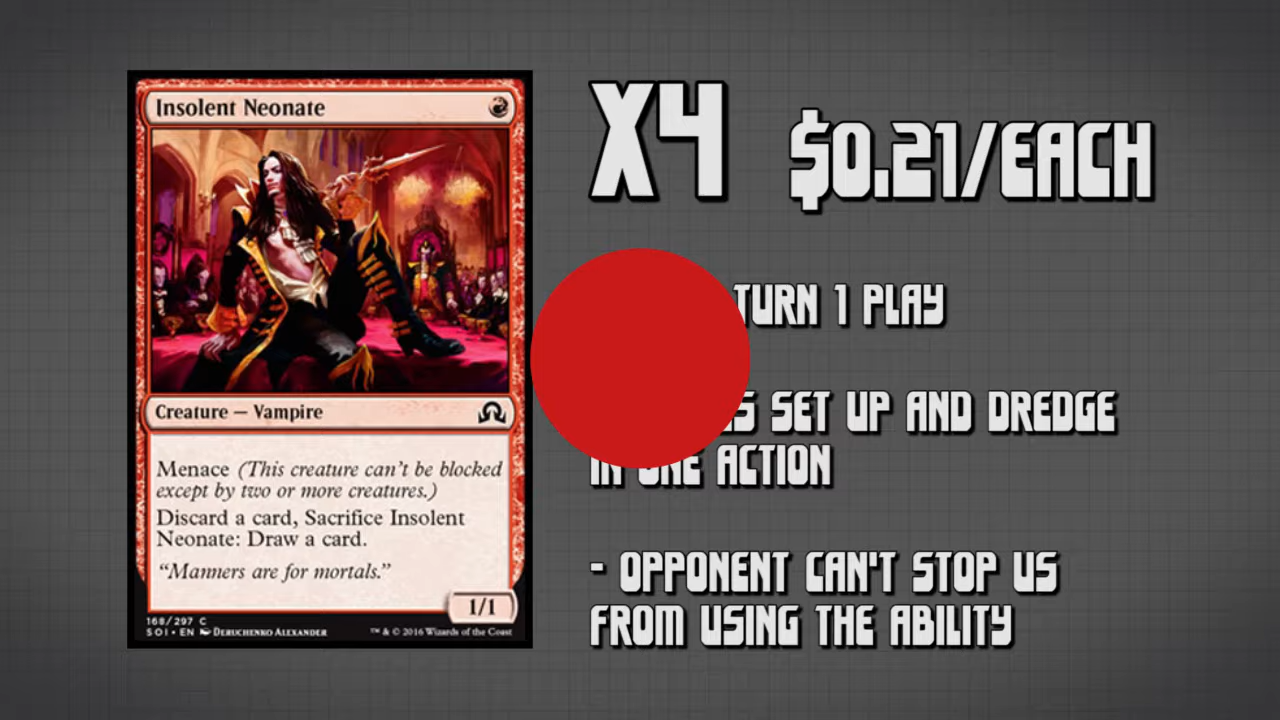 Insolent Neonate
X4 $0.21/EACH
TURN 1 PLAY
SET UP AND DREDGE
ACTION
- OPPONENT CAN'T STOP US
FROM USING THE ABILITY
Creature — Vampire
Menace (This creature can't be blocked
except by two or more creatures.)
Discard a card, Sacrifice Insolent
Neonate: Draw a card.
“Manners are for mortals.”
1/1
168/297 C
SOI • EN DERUCHENKO ALEXANDER
™ & © 2016 Wizards of the Coast